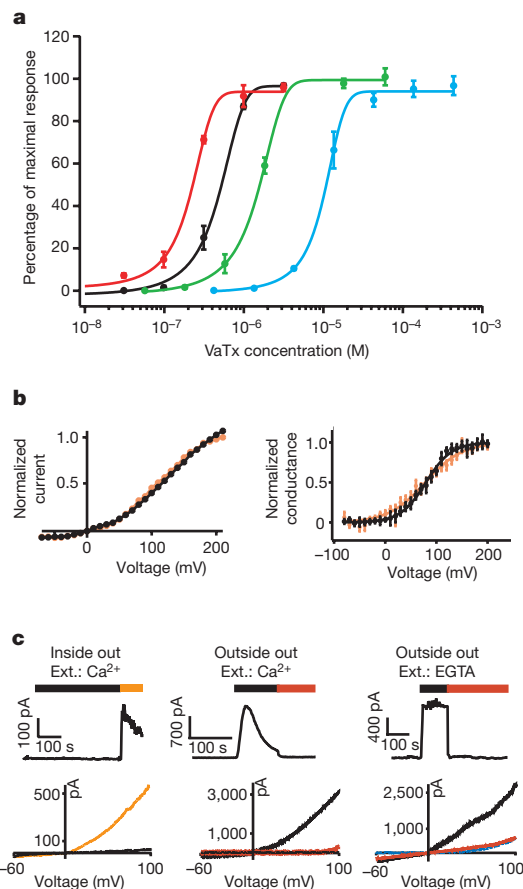 a
Percentage of maximal response
120
100
80
60
40
20
0
10⁻⁸
10⁻⁷
10⁻⁶
10⁻⁵
10⁻⁴
10⁻³
VaTx concentration (M)
b
Normalized
current
1.0
0.5
0
100
200
Voltage (mV)
Normalized
conductance
1.0
0.5
0
–100
0
100
200
Voltage (mV)
c
Inside out
Ext.: Ca²⁺
100 pA
100 s
Outside out
Ext.: Ca²⁺
700 pA
100 s
Outside out
Ext.: EGTA
400 pA
100 s
pA
500
100
–60
100
Voltage (mV)
pA
3,000
1,000
–60
100
Voltage (mV)
pA
2,500
1,000
–60
100
Voltage (mV)